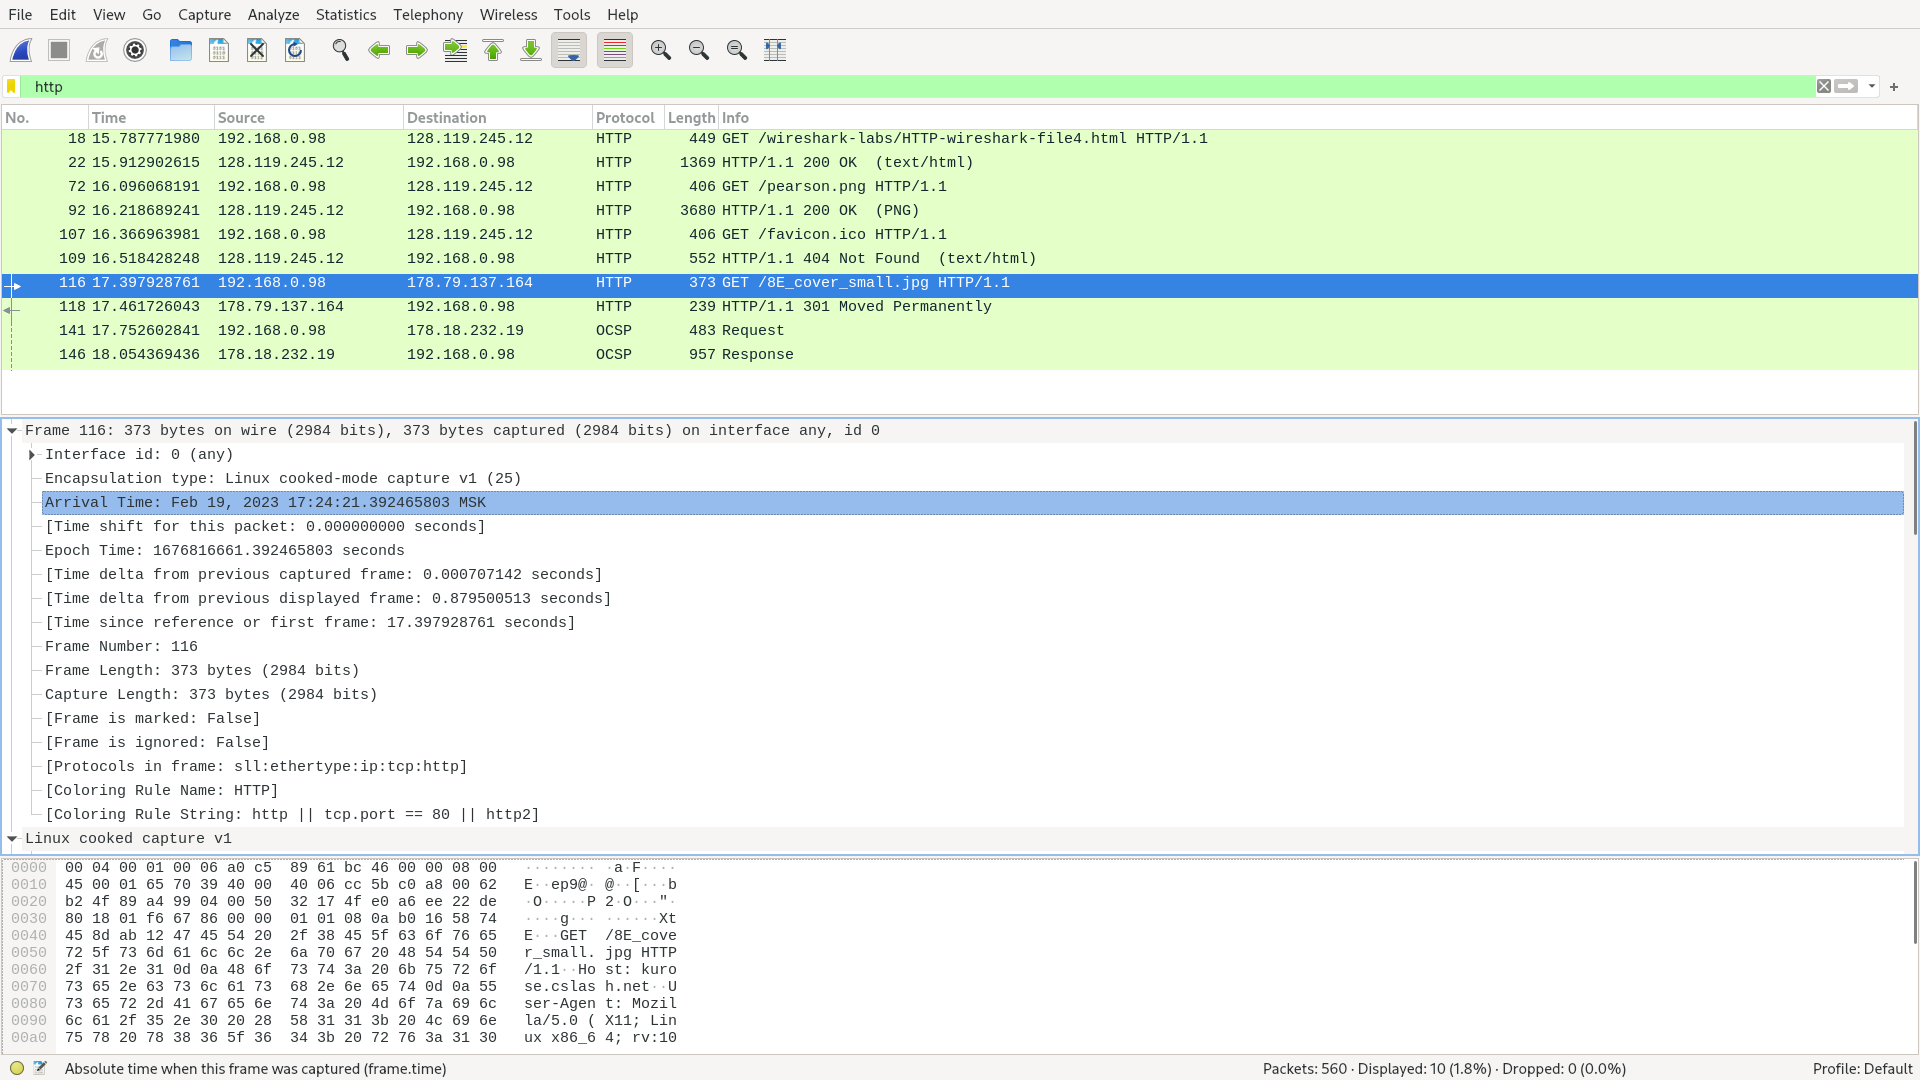 File Edit View Go Capture Analyze Statistics Telephony Wireless Tools Help
http
No. Time Source Destination Protocol Length Info
18 15.787771980 192.168.0.98 128.119.245.12 HTTP 449 GET /wireshark-labs/HTTP-wireshark-file4.html HTTP/1.1
22 15.912902615 128.119.245.12 192.168.0.98 HTTP 1369 HTTP/1.1 200 OK  (text/html)
72 16.096068191 192.168.0.98 128.119.245.12 HTTP 406 GET /pearson.png HTTP/1.1
92 16.218689241 128.119.245.12 192.168.0.98 HTTP 3680 HTTP/1.1 200 OK  (PNG)
107 16.366963981 192.168.0.98 128.119.245.12 HTTP 406 GET /favicon.ico HTTP/1.1
109 16.518428248 128.119.245.12 192.168.0.98 HTTP 552 HTTP/1.1 404 Not Found  (text/html)
116 17.397928761 192.168.0.98 178.79.137.164 HTTP 373 GET /8E_cover_small.jpg HTTP/1.1
118 17.461726043 178.79.137.164 192.168.0.98 HTTP 239 HTTP/1.1 301 Moved Permanently
141 17.752602841 192.168.0.98 178.18.232.19 OCSP 483 Request
146 18.054369436 178.18.232.19 192.168.0.98 OCSP 957 Response
Frame 116: 373 bytes on wire (2984 bits), 373 bytes captured (2984 bits) on interface any, id 0
Interface id: 0 (any)
Encapsulation type: Linux cooked-mode capture v1 (25)
Arrival Time: Feb 19, 2023 17:24:21.392465803 MSK
[Time shift for this packet: 0.000000000 seconds]
Epoch Time: 1676816661.392465803 seconds
[Time delta from previous captured frame: 0.000707142 seconds]
[Time delta from previous displayed frame: 0.879500513 seconds]
[Time since reference or first frame: 17.397928761 seconds]
Frame Number: 116
Frame Length: 373 bytes (2984 bits)
Capture Length: 373 bytes (2984 bits)
[Frame is marked: False]
[Frame is ignored: False]
[Protocols in frame: sll:ethertype:ip:tcp:http]
[Coloring Rule Name: HTTP]
[Coloring Rule String: http || tcp.port == 80 || http2]
Linux cooked capture v1
0000 00 04 00 01 00 06 a0 c5 89 61 bc 46 00 00 08 00 ········ ·a·F····
0010 45 00 01 65 70 39 40 00 40 06 cc 5b c0 a8 00 62 E··ep9@· @··[···b
0020 b2 4f 89 a4 99 04 00 50 32 17 4f e0 a6 ee 22 de ·O·····P 2·O···"·
0030 80 18 01 f6 67 86 00 00 01 01 08 0a b0 16 58 74 ····g··· ······Xt
0040 45 8d ab 12 47 45 54 20 2f 38 45 5f 63 6f 76 65 E···GET  /8E_cove
0050 72 5f 73 6d 61 6c 6c 2e 6a 70 67 20 48 54 54 50 r_small. jpg HTTP
0060 2f 31 2e 31 0d 0a 48 6f 73 74 3a 20 6b 75 72 6f /1.1··Ho st: kuro
0070 73 65 2e 63 73 6c 61 73 68 2e 6e 65 74 0d 0a 55 se.cslas h.net··U
0080 73 65 72 2d 41 67 65 6e 74 3a 20 4d 6f 7a 69 6c ser-Agen t: Mozil
0090 6c 61 2f 35 2e 30 20 28 58 31 31 3b 20 4c 69 6e la/5.0 ( X11; Lin
00a0 75 78 20 78 38 36 5f 36 34 3b 20 72 76 3a 31 30 ux x86_6 4; rv:10
Absolute time when this frame was captured (frame.time) Packets: 560 · Displayed: 10 (1.8%) · Dropped: 0 (0.0%) Profile: Default